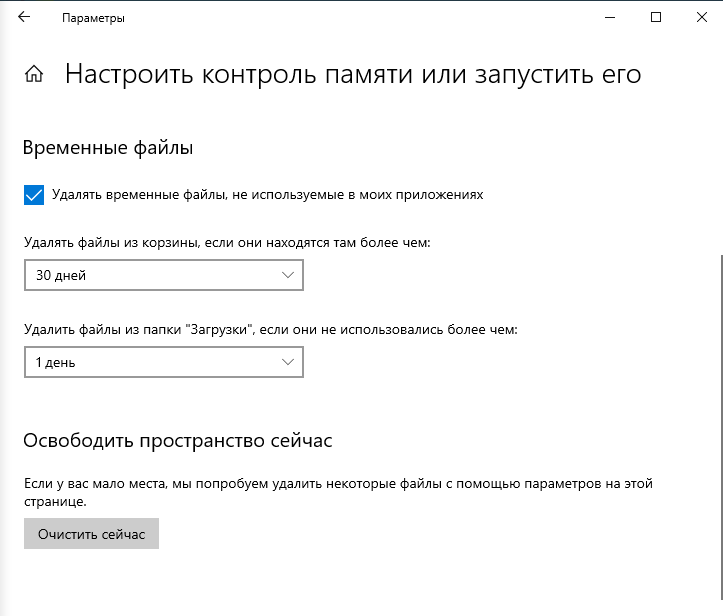 Параметры
Настроить контроль памяти или запустить его
Временные файлы
Удалять временные файлы, не используемые в моих приложениях
Удалять файлы из корзины, если они находятся там более чем:
30 дней
Удалить файлы из папки "Загрузки", если они не использовались более чем:
1 день
Освободить пространство сейчас
Если у вас мало места, мы попробуем удалить некоторые файлы с помощью параметров на этой
странице.
Очистить сейчас